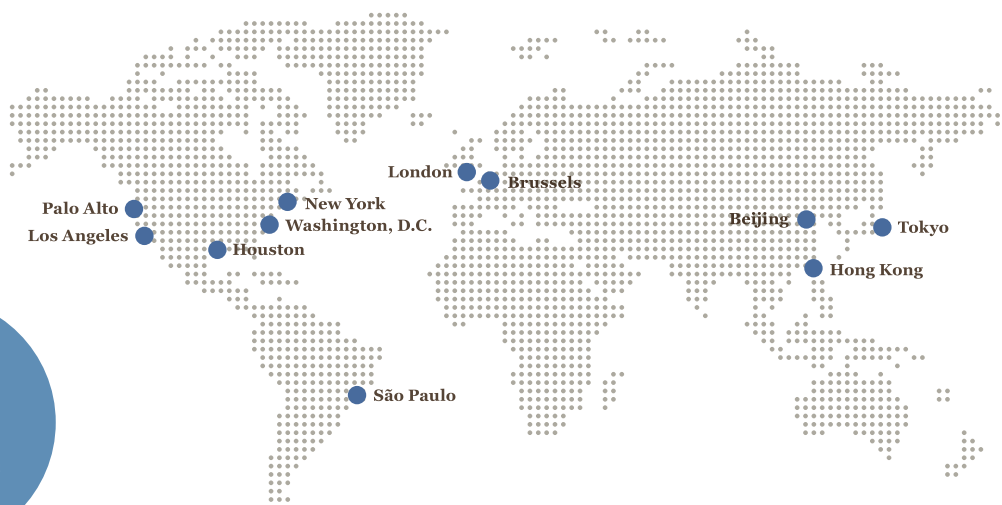 London
Brussels
New York
Palo Alto
Beijing
Washington, D.C.
Tokyo
Los Angeles
Houston
Hong Kong
São Paulo